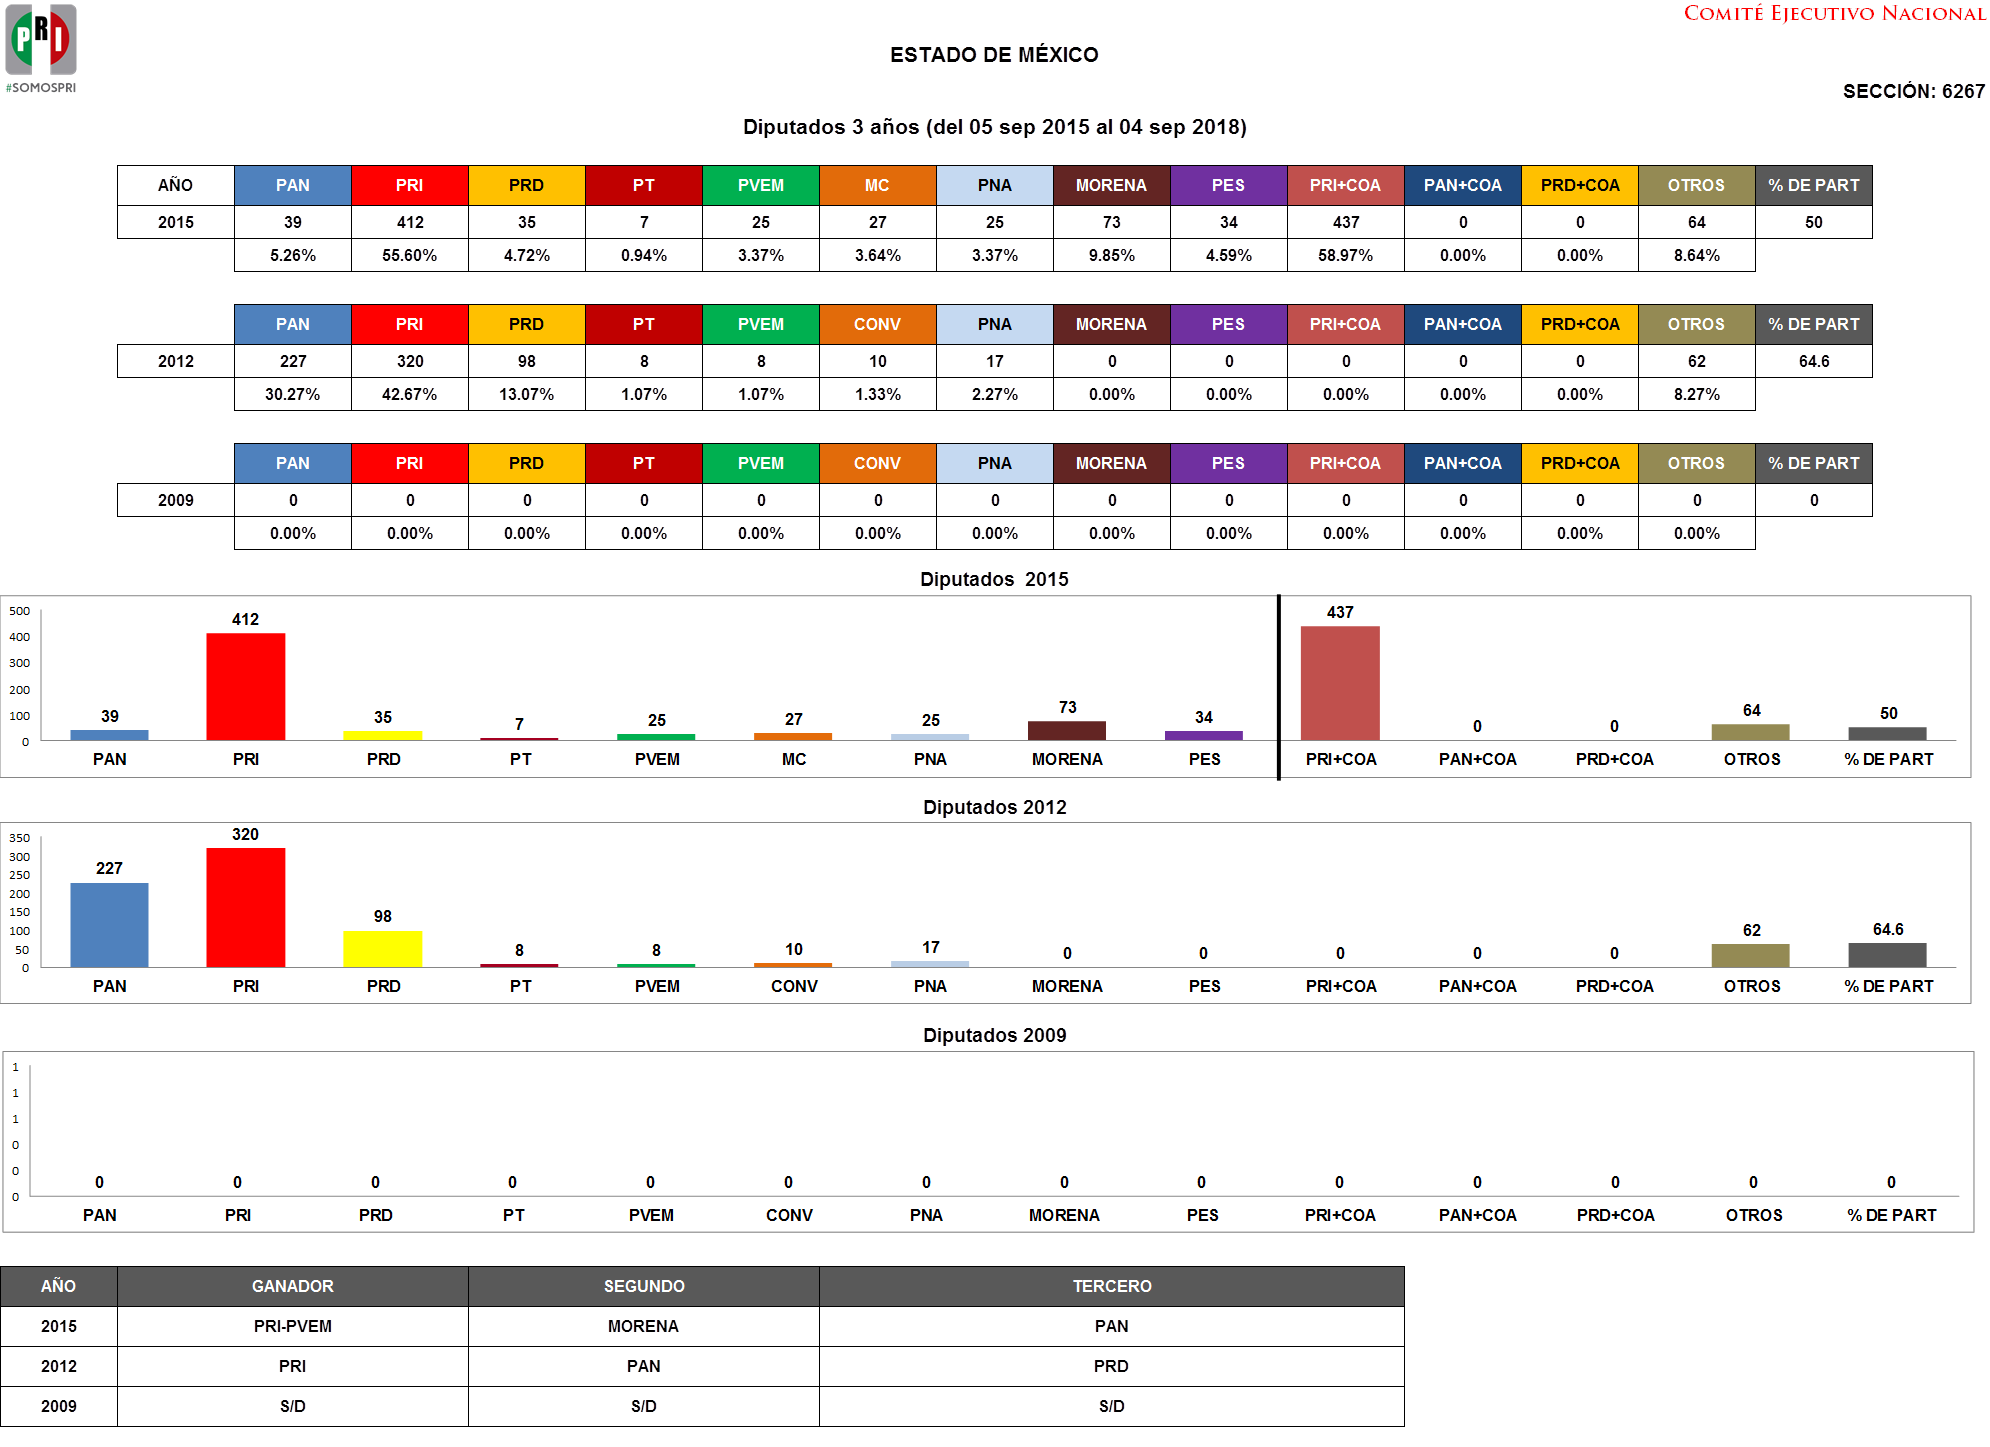 PRI
#SOMOSPRI
COMITÉ EJECUTIVO NACIONAL
ESTADO DE MÉXICO
SECCIÓN: 6267
Diputados 3 años (del 05 sep 2015 al 04 sep 2018)
AÑO PAN PRI PRD PT PVEM MC PNA MORENA PES PRI+COA PAN+COA PRD+COA OTROS % DE PART
2015 39 412 35 7 25 27 25 73 34 437 0 0 64 50
5.26% 55.60% 4.72% 0.94% 3.37% 3.64% 3.37% 9.85% 4.59% 58.97% 0.00% 0.00% 8.64%
PAN PRI PRD PT PVEM CONV PNA MORENA PES PRI+COA PAN+COA PRD+COA OTROS % DE PART
2012 227 320 98 8 8 10 17 0 0 0 0 0 62 64.6
30.27% 42.67% 13.07% 1.07% 1.07% 1.33% 2.27% 0.00% 0.00% 0.00% 0.00% 0.00% 8.27%
PAN PRI PRD PT PVEM CONV PNA MORENA PES PRI+COA PAN+COA PRD+COA OTROS % DE PART
2009 0 0 0 0 0 0 0 0 0 0 0 0 0 0
0.00% 0.00% 0.00% 0.00% 0.00% 0.00% 0.00% 0.00% 0.00% 0.00% 0.00% 0.00% 0.00%
Diputados 2015
500
400
300
200
100
0
39 412 35 7 25 27 25 73 34 437 0 0 64 50
PAN PRI PRD PT PVEM MC PNA MORENA PES PRI+COA PAN+COA PRD+COA OTROS % DE PART
Diputados 2012
350
300
250
200
150
100
50
0
227 320 98 8 8 10 17 0 0 0 0 0 62 64.6
PAN PRI PRD PT PVEM CONV PNA MORENA PES PRI+COA PAN+COA PRD+COA OTROS % DE PART
Diputados 2009
1
1
1
0
0
0
0 0 0 0 0 0 0 0 0 0 0 0 0 0
PAN PRI PRD PT PVEM CONV PNA MORENA PES PRI+COA PAN+COA PRD+COA OTROS % DE PART
AÑO GANADOR SEGUNDO TERCERO
2015 PRI-PVEM MORENA PAN
2012 PRI PAN PRD
2009 S/D S/D S/D